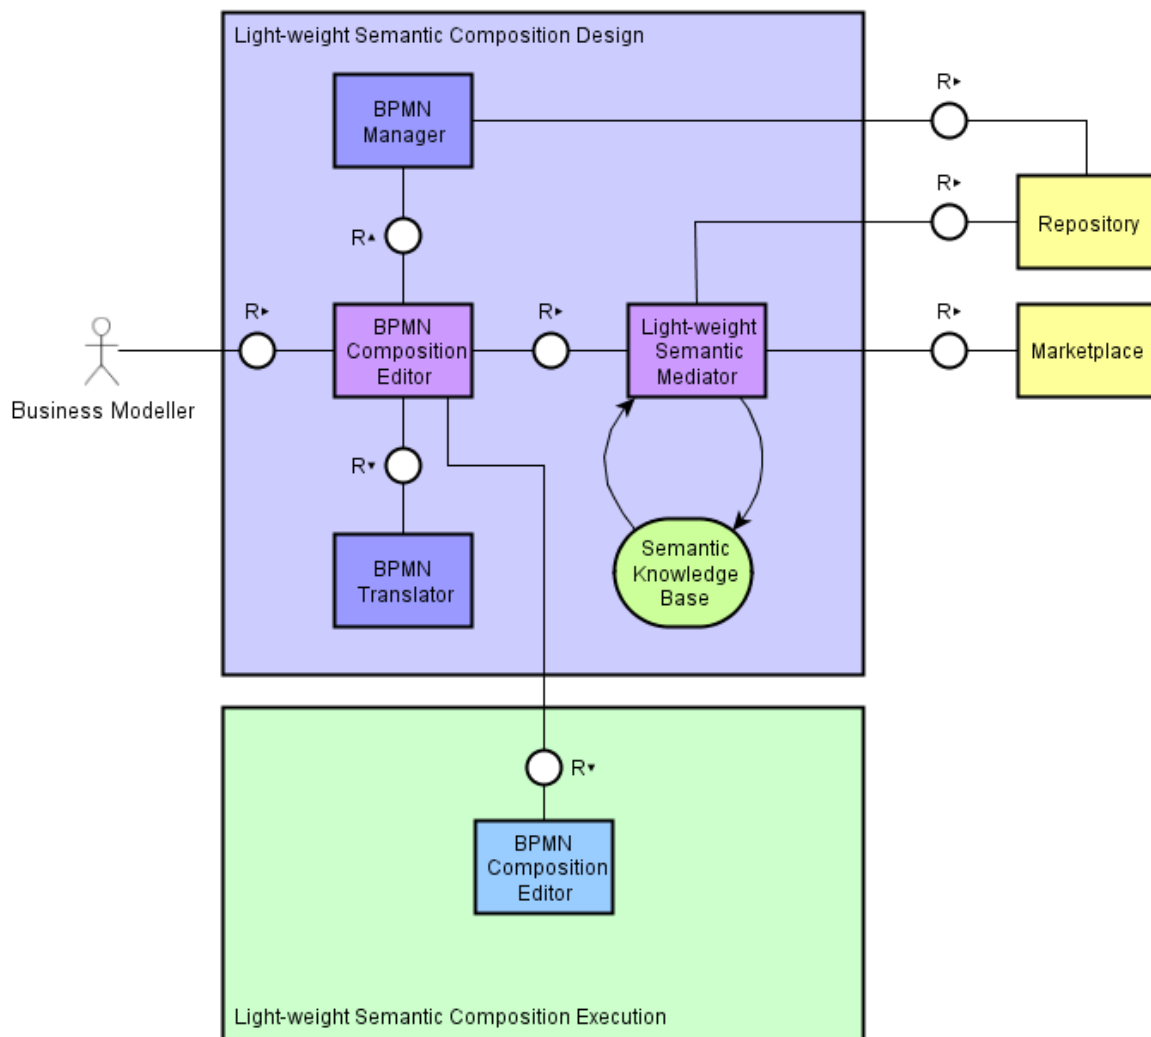 Light-weight Semantic Composition Design
R▸
BPMN
Manager
R▸
Repository
R▴
R▸
BPMN
Composition
Editor
R▸
Light-weight
Semantic
Mediator
R▸
Marketplace
Business Modeller
R▾
BPMN
Translator
Semantic
Knowledge
Base
R▾
BPMN
Composition
Editor
Light-weight Semantic Composition Execution